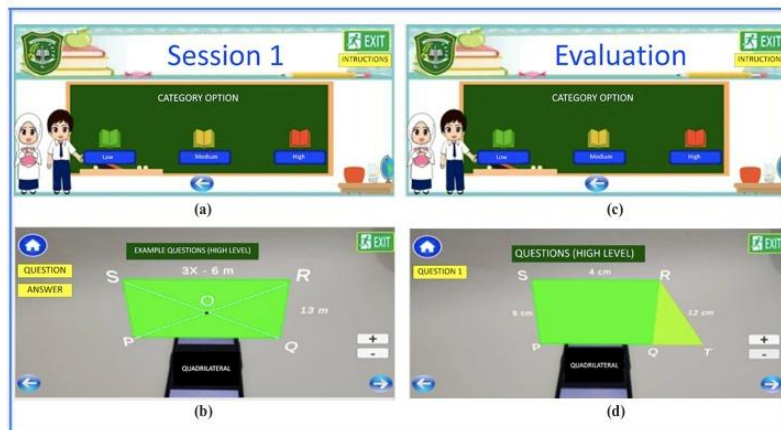 Session 1
EXIT
INTRUCTIONS
CATEGORY OPTION
Low
Medium
High
(a)
Evaluation
EXIT
INTRUCTIONS
CATEGORY OPTION
Low
Medium
High
(c)
EXAMPLE QUESTIONS (HIGH LEVEL)
EXIT
QUESTION
ANSWER
3X - 6 m
S
R
O
13 m
P
Q
+
-
QUADRILATERAL
(b)
QUESTIONS (HIGH LEVEL)
EXIT
QUESTION 1
4 cm
S
R
6 cm
12 cm
P
Q
T
+
-
QUADRILATERAL
(d)